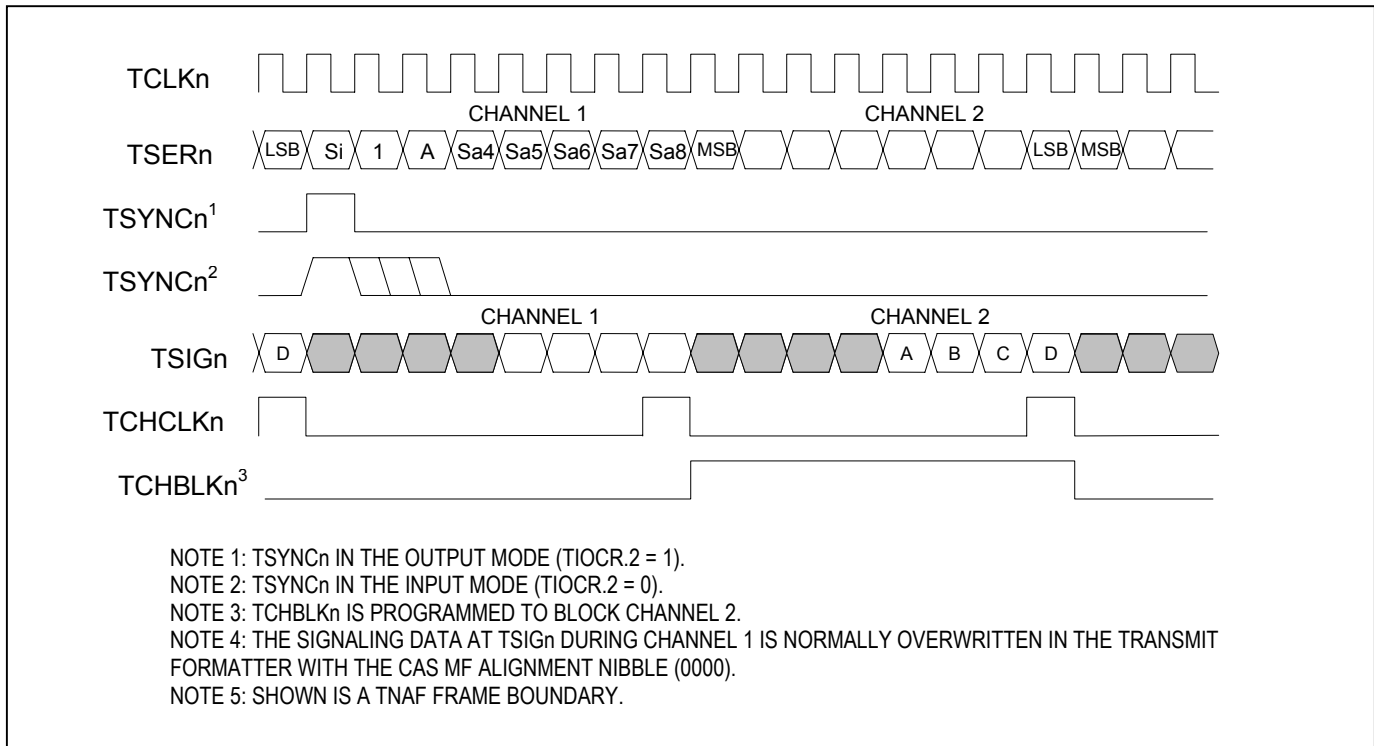 TCLKn
CHANNEL 1 CHANNEL 2
TSERn LSB Si 1 A Sa4 Sa5 Sa6 Sa7 Sa8 MSB LSB MSB
TSYNCn¹
TSYNCn²
CHANNEL 1 CHANNEL 2
TSIGn D A B C D
TCHCLKn
TCHBLKn³
NOTE 1: TSYNCn IN THE OUTPUT MODE (TIOCR.2 = 1).
NOTE 2: TSYNCn IN THE INPUT MODE (TIOCR.2 = 0).
NOTE 3: TCHBLKn IS PROGRAMMED TO BLOCK CHANNEL 2.
NOTE 4: THE SIGNALING DATA AT TSIGn DURING CHANNEL 1 IS NORMALLY OVERWRITTEN IN THE TRANSMIT
FORMATTER WITH THE CAS MF ALIGNMENT NIBBLE (0000).
NOTE 5: SHOWN IS A TNAF FRAME BOUNDARY.